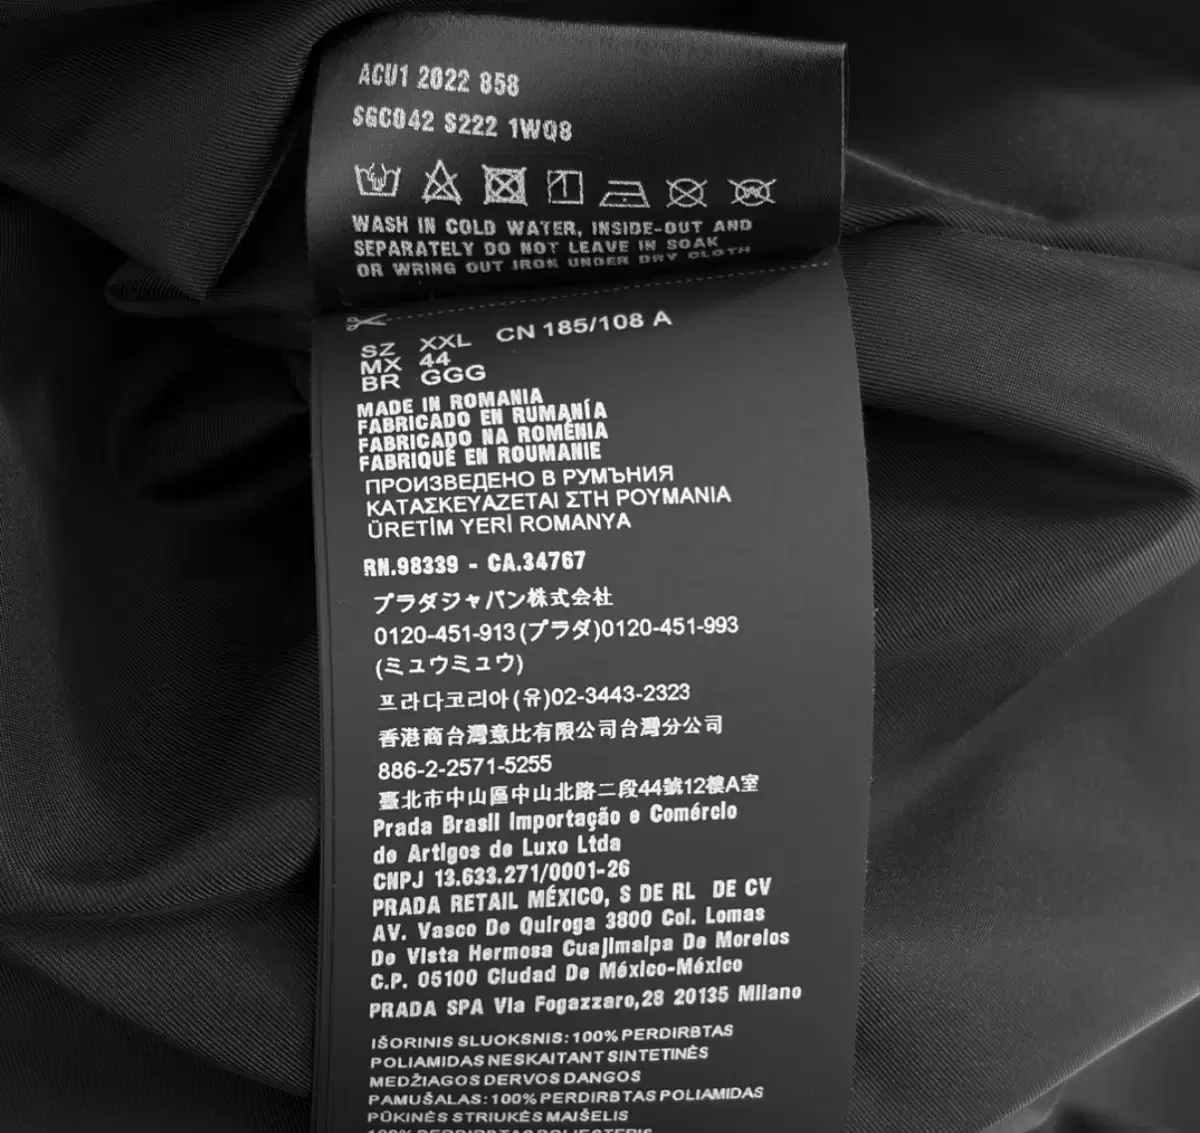 ACU1 2022 858
SGC042 S222 1WQ8
WASH IN COLD WATER, INSIDE-OUT AND
SEPARATELY DO NOT LEAVE IN SOAK
OR WRING OUT IRON UNDER DRY CLOTH
SZ XXL CN 185/108 A
MX 44
BR GGG
MADE IN ROMANIA
FABRICADO EN RUMANÍA
FABRICADO NA ROMÊNIA
FABRIQUÉ EN ROUMANIE
ПРОИЗВЕДЕНО В РУМЪНИЯ
ΚΑΤΑΣΚΕΥΑΖΕΤΑΙ ΣΤΗ ΡΟΥΜΑΝΙΑ
ÜRETİM YERİ ROMANYA
RN.98339 - CA.34767
プラダジャパン株式会社
0120-451-913(プラダ)0120-451-993
(ミュウミュウ)
프라다코리아(유)02-3443-2323
香港商台灣意比有限公司台灣分公司
886-2-2571-5255
臺北市中山區中山北路二段44號12樓A室
Prada Brasil Importação e Comércio
de Artigos de Luxo Ltda
CNPJ 13.633.271/0001-26
PRADA RETAIL MÉXICO, S DE RL DE CV
AV. Vasco De Quiroga 3800 Col. Lomas
De Vista Hermosa Cuajimalpa De Morelos
C.P. 05100 Ciudad De México-México
PRADA SPA Via Fogazzaro,28 20135 Milano
IŠORINIS SLUOKSNIS: 100% PERDIRBTAS
POLIAMIDAS NESKAITANT SINTETINĖS
MEDŽIAGOS DERVOS DANGOS
PAMUŠALAS: 100% PERDIRBTAS POLIAMIDAS
PŪKINĖS STRIUKĖS MAIŠELIS
100% PERDIRBTAS POLIESTERIS